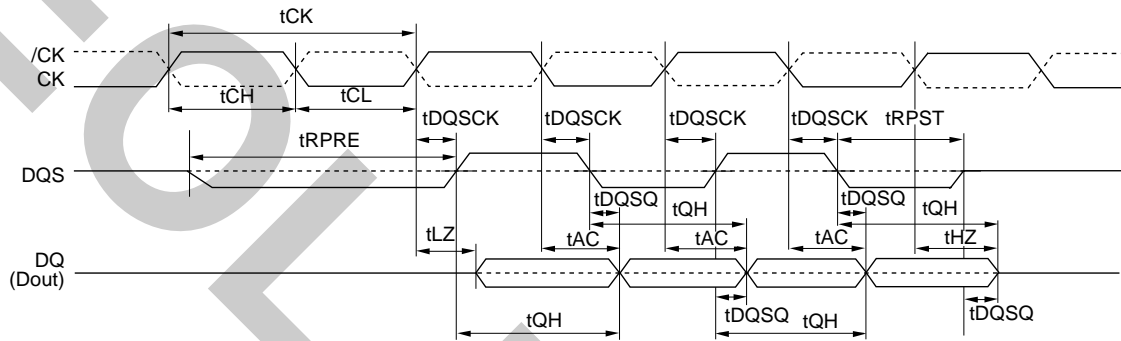 tCK
/CK
CK
tCH tCL
tDQSCK tDQSCK tDQSCK tDQSCK tRPST
tRPRE
DQS
tDQSQ tQH tDQSQ tQH
tLZ tAC tAC tAC tHZ
DQ
(Dout)
tDQSQ tDQSQ
tQH tQH